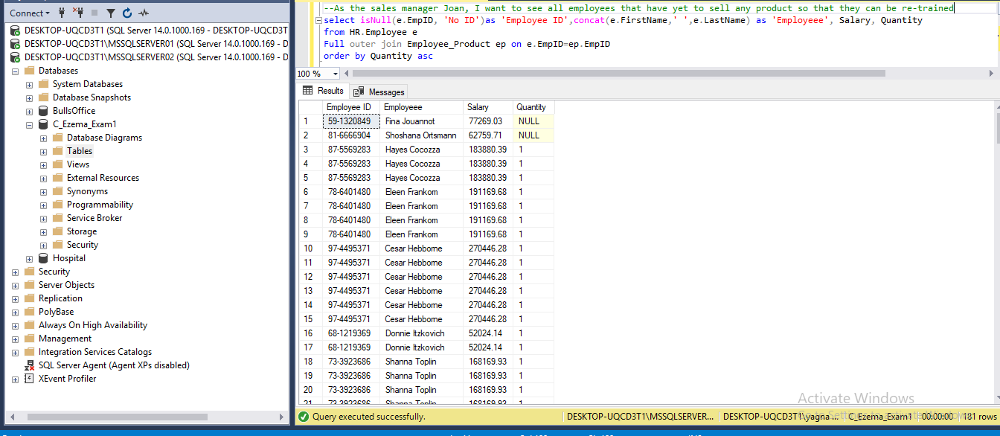 Connect
DESKTOP-UQCD3T1 (SQL Server 14.0.1000.169 - DESKTOP-UQCD3T
DESKTOP-UQCD3T1\MSSQLSERVER01 (SQL Server 14.0.1000.169 - D
DESKTOP-UQCD3T1\MSSQLSERVER02 (SQL Server 14.0.1000.169 - D
Databases
System Databases
Database Snapshots
BullsOffice
C_Ezema_Exam1
Database Diagrams
Tables
Views
External Resources
Synonyms
Programmability
Service Broker
Storage
Security
Hospital
Security
Server Objects
Replication
PolyBase
Always On High Availability
Management
Integration Services Catalogs
SQL Server Agent (Agent XPs disabled)
XEvent Profiler
--As the sales manager Joan, I want to see all employees that have yet to sell any product so that they can be re-trained
select isNull(e.EmpID, 'No ID')as 'Employee ID',concat(e.FirstName,' ',e.LastName) as 'Employeee', Salary, Quantity
from HR.Employee e
Full outer join Employee_Product ep on e.EmpID=ep.EmpID
order by Quantity asc
100 %
Results Messages
Employee ID Employeee Salary Quantity
1 59-1320849 Fina Jouannot 77269.03 NULL
2 81-6666904 Shoshana Ortsmann 62759.71 NULL
3 87-5569283 Hayes Cocozza 183880.39 1
4 87-5569283 Hayes Cocozza 183880.39 1
5 87-5569283 Hayes Cocozza 183880.39 1
6 78-6401480 Eleen Frankom 191169.68 1
7 78-6401480 Eleen Frankom 191169.68 1
8 78-6401480 Eleen Frankom 191169.68 1
9 78-6401480 Eleen Frankom 191169.68 1
10 97-4495371 Cesar Hebborne 270446.28 1
11 97-4495371 Cesar Hebborne 270446.28 1
12 97-4495371 Cesar Hebborne 270446.28 1
13 97-4495371 Cesar Hebborne 270446.28 1
14 97-4495371 Cesar Hebborne 270446.28 1
15 97-4495371 Cesar Hebborne 270446.28 1
16 68-1219369 Donnie Itzkovich 52024.14 1
17 68-1219369 Donnie Itzkovich 52024.14 1
18 73-3923686 Shanna Toplin 168169.93 1
19 73-3923686 Shanna Toplin 168169.93 1
20 73-3923686 Shanna Toplin 168169.93 1
21 73-3923686 Shanna Toplin 168169.93 1
Activate Windows
Go to Settings to activate Windows.
Query executed successfully. DESKTOP-UQCD3T1\MSSQLSERVER... DESKTOP-UQCD3T1\yagna ... C_Ezema_Exam1 00:00:00 181 rows